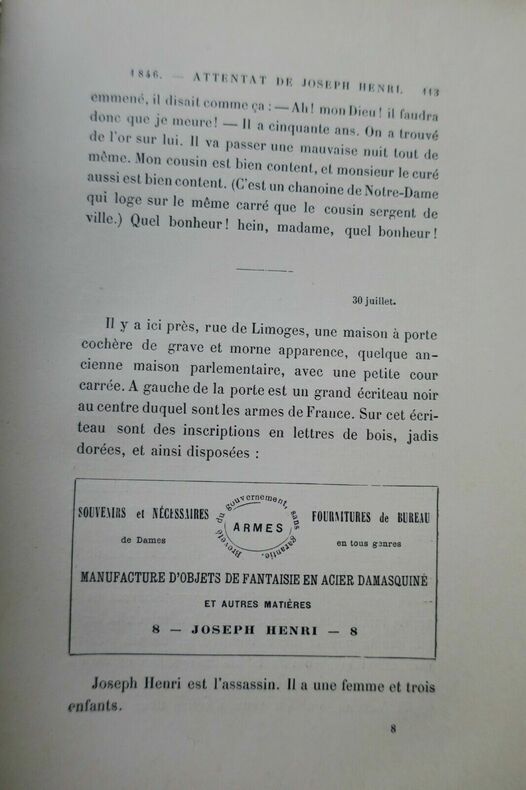 1846. — ATTENTAT DE JOSEPH HENRI. 113
emmené, il disait comme ça : — Ah! mon Dieu! il faudra
donc que je meure! — Il a cinquante ans. On a trouvé
de l'or sur lui. Il va passer une mauvaise nuit tout de
même. Mon cousin est bien content, et monsieur le curé
aussi est bien content. (C'est un chanoine de Notre-Dame
qui loge sur le même carré que le cousin sergent de
ville.) Quel bonheur! hein, madame, quel bonheur!
30 juillet.
Il y a ici près, rue de Limoges, une maison à porte
cochère de grave et morne apparence, quelque an-
cienne maison parlementaire, avec une petite cour
carrée. A gauche de la porte est un grand écriteau noir
au centre duquel sont les armes de France. Sur cet écri-
teau sont des inscriptions en lettres de bois, jadis
dorées, et ainsi disposées :
SOUVENIRS et NÉCESSAIRES
de Dames
Breveté du gouvernement, sans garantie.
ARMES
FOURNITURES de BUREAU
en tous genres
MANUFACTURE D'OBJETS DE FANTAISIE EN ACIER DAMASQUINÉ
ET AUTRES MATIÈRES
8 — JOSEPH HENRI — 8
Joseph Henri est l'assassin. Il a une femme et trois
enfants.
8